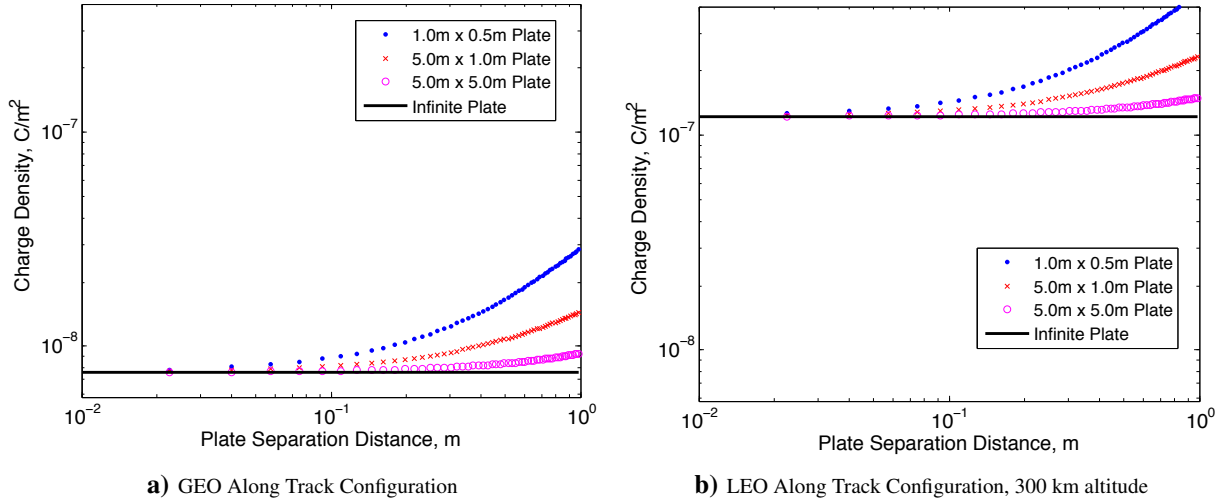 Charge Density, C/m²
10⁻⁷
10⁻⁸
10⁻²
10⁻¹
10⁰
Plate Separation Distance, m
1.0m x 0.5m Plate
5.0m x 1.0m Plate
5.0m x 5.0m Plate
Infinite Plate
a) GEO Along Track Configuration
Charge Density, C/m²
10⁻⁷
10⁻⁸
10⁻²
10⁻¹
10⁰
Plate Separation Distance, m
1.0m x 0.5m Plate
5.0m x 1.0m Plate
5.0m x 5.0m Plate
Infinite Plate
b) LEO Along Track Configuration, 300 km altitude